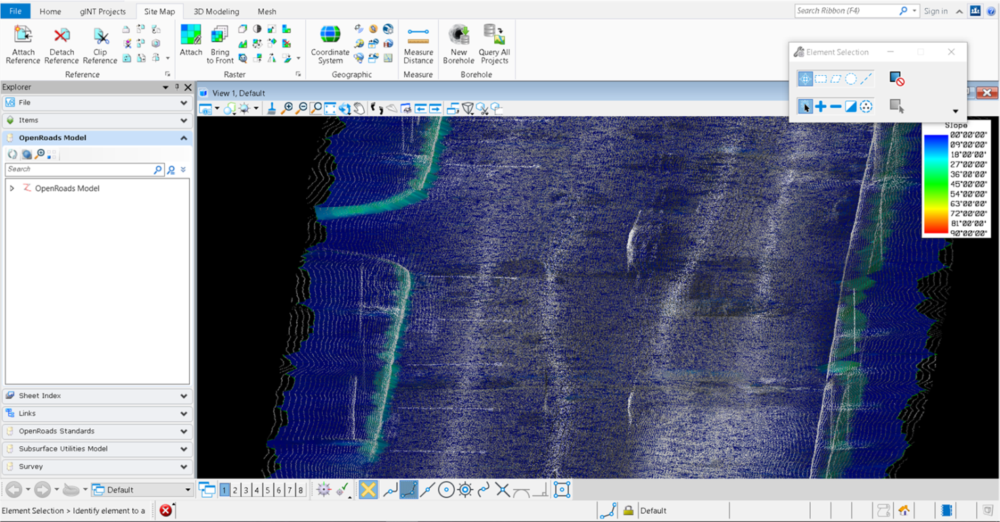 File Home gINT Projects Site Map 3D Modeling Mesh
Search Ribbon (F4) Sign in
Attach Reference
Detach Reference
Clip Reference
Reference
Attach
Bring to Front
Raster
Coordinate System
Geographic
Measure Distance
Measure
New Borehole
Query All Projects
Borehole
Element Selection
Explorer
File
Items
OpenRoads Model
Search
OpenRoads Model
Sheet Index
Links
OpenRoads Standards
Subsurface Utilities Model
Survey
View 1, Default
Slope
00°00'00"
09°00'00"
18°00'00"
27°00'00"
36°00'00"
45°00'00"
54°00'00"
63°00'00"
72°00'00"
81°00'00"
90°00'00"
Default
1 2 3 4 5 6 7 8
Element Selection > Identify element to a
Default